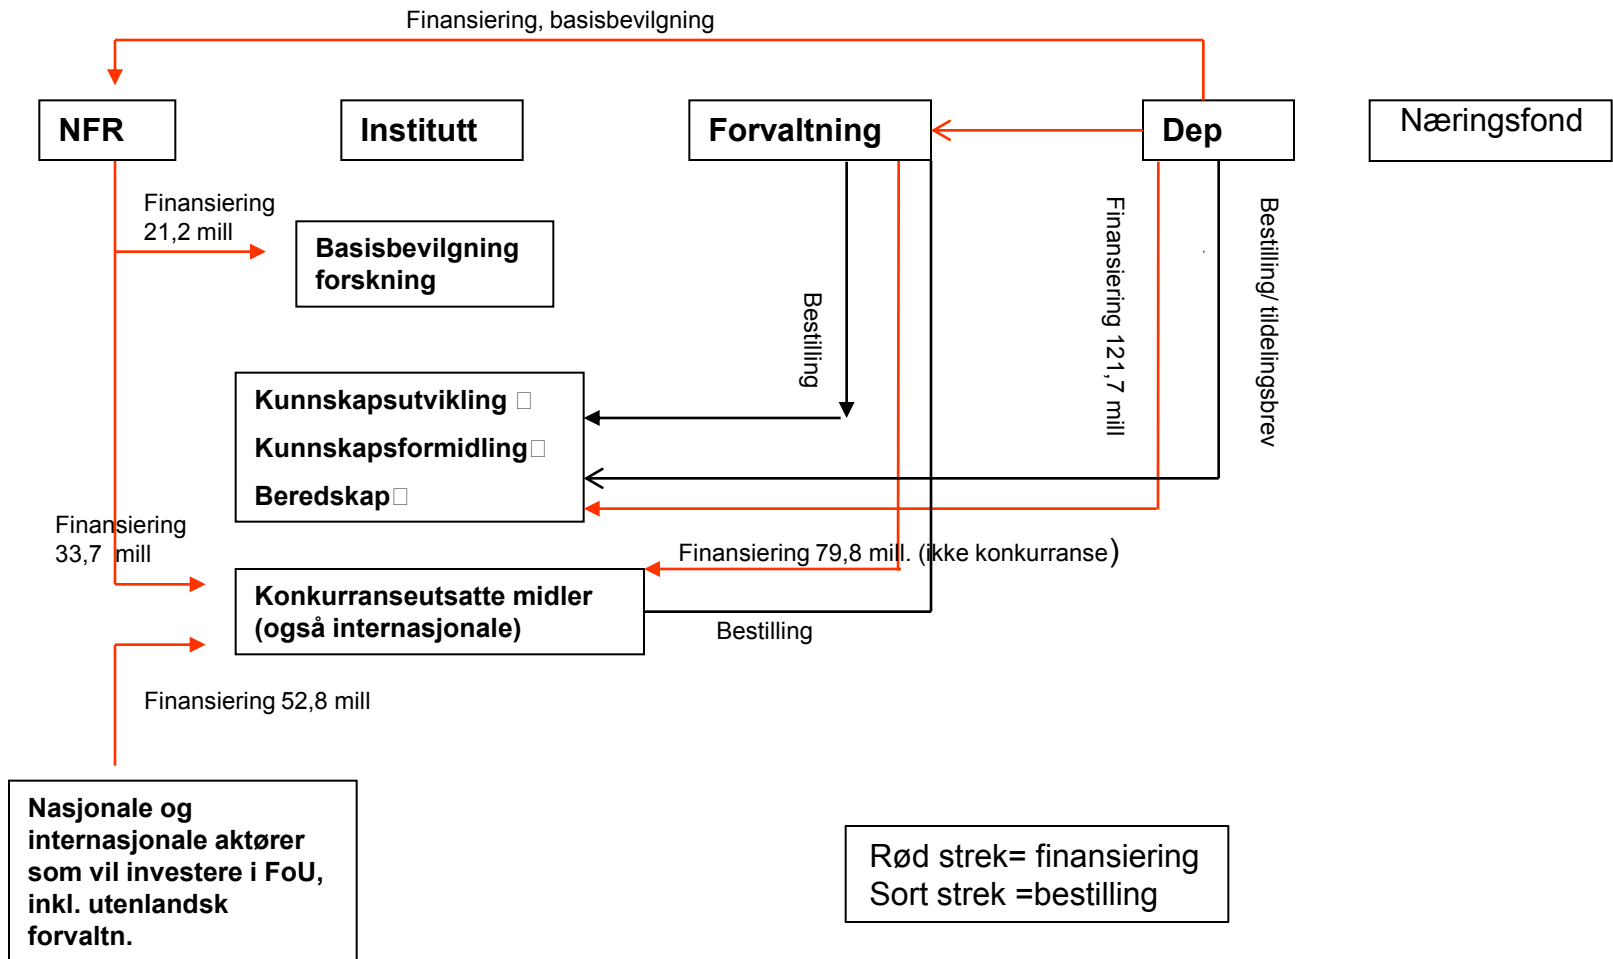 Finansiering, basisbevilgning
NFR
Institutt
Forvaltning
Dep
Næringsfond
Finansiering
21,2 mill
Basisbevilgning
forskning
Bestilling
Finansiering 121,7 mill
Bestilling/ tildelingsbrev
Kunnskapsutvikling
Kunnskapsformidling
Beredskap
Finansiering
33,7 mill
Finansiering 79,8 mill. (ikke konkurranse)
Konkurranseutsatte midler
(også internasjonale)
Bestilling
Finansiering 52,8 mill
Nasjonale og
internasjonale aktører
som vil investere i FoU,
inkl. utenlandsk
forvaltn.
Rød strek= finansiering
Sort strek =bestilling